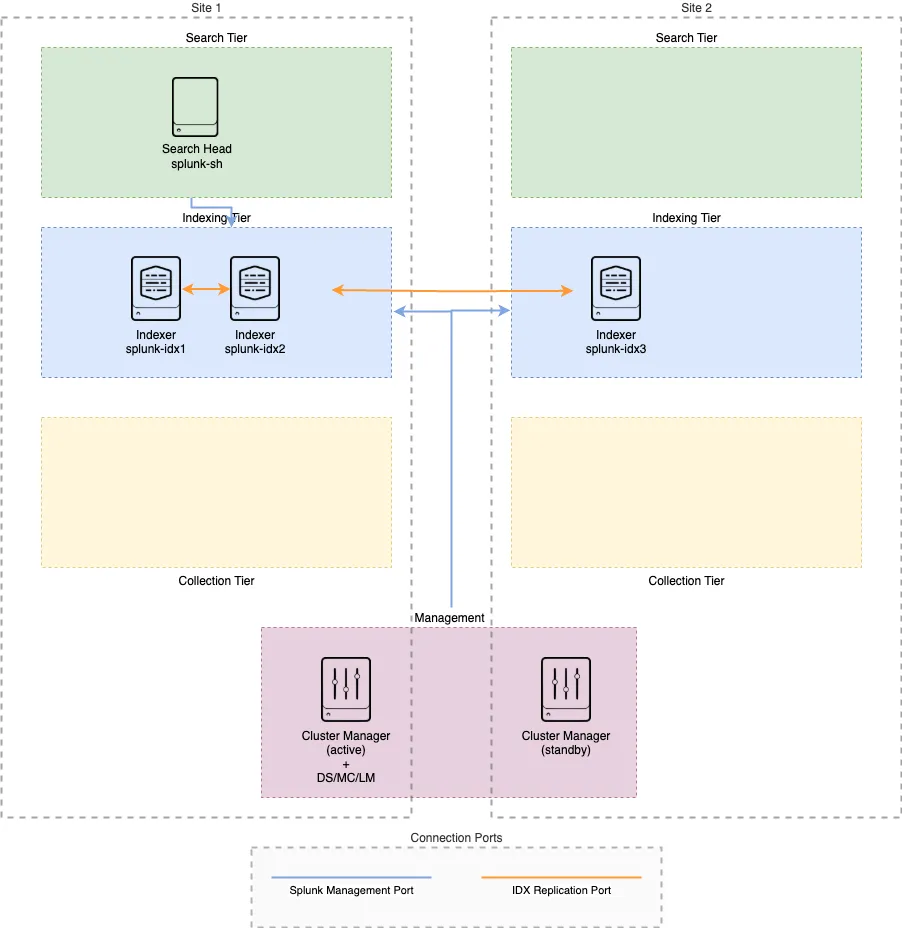 Site 1
Site 2
Search Tier
Search Tier
Search Head
splunk-sh
Indexing Tier
Indexing Tier
Indexer
splunk-idx1
Indexer
splunk-idx2
Indexer
splunk-idx3
Collection Tier
Collection Tier
Management
Cluster Manager
(active)
+
DS/MC/LM
Cluster Manager
(standby)
Connection Ports
Splunk Management Port
IDX Replication Port